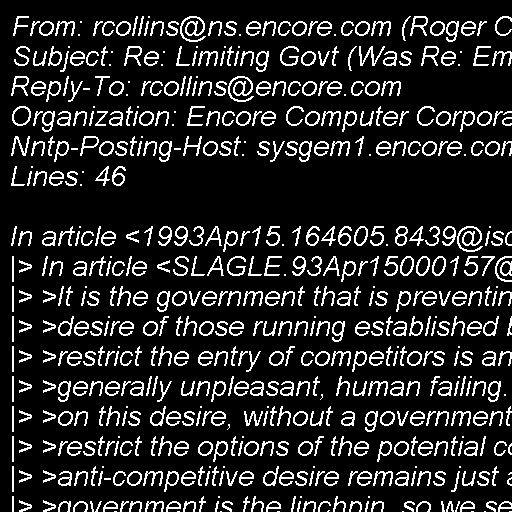 From: rcollins@ns.encore.com (Roger C
Subject: Re: Limiting Govt (Was Re: Em
Reply-To: rcollins@encore.com
Organization: Encore Computer Corpora
Nntp-Posting-Host: sysgem1.encore.com
Lines: 46

In article <1993Apr15.164605.8439@isc
|> In article <SLAGLE.93Apr15000157@
|> >It is the government that is preventin
|> >desire of those running established b
|> >restrict the entry of competitors is an
|> >generally unpleasant, human failing.
|> >on this desire, without a government
|> >restrict the options of the potential co
|> >anti-competitive desire remains just a
|> >government is the linchpin, so we se